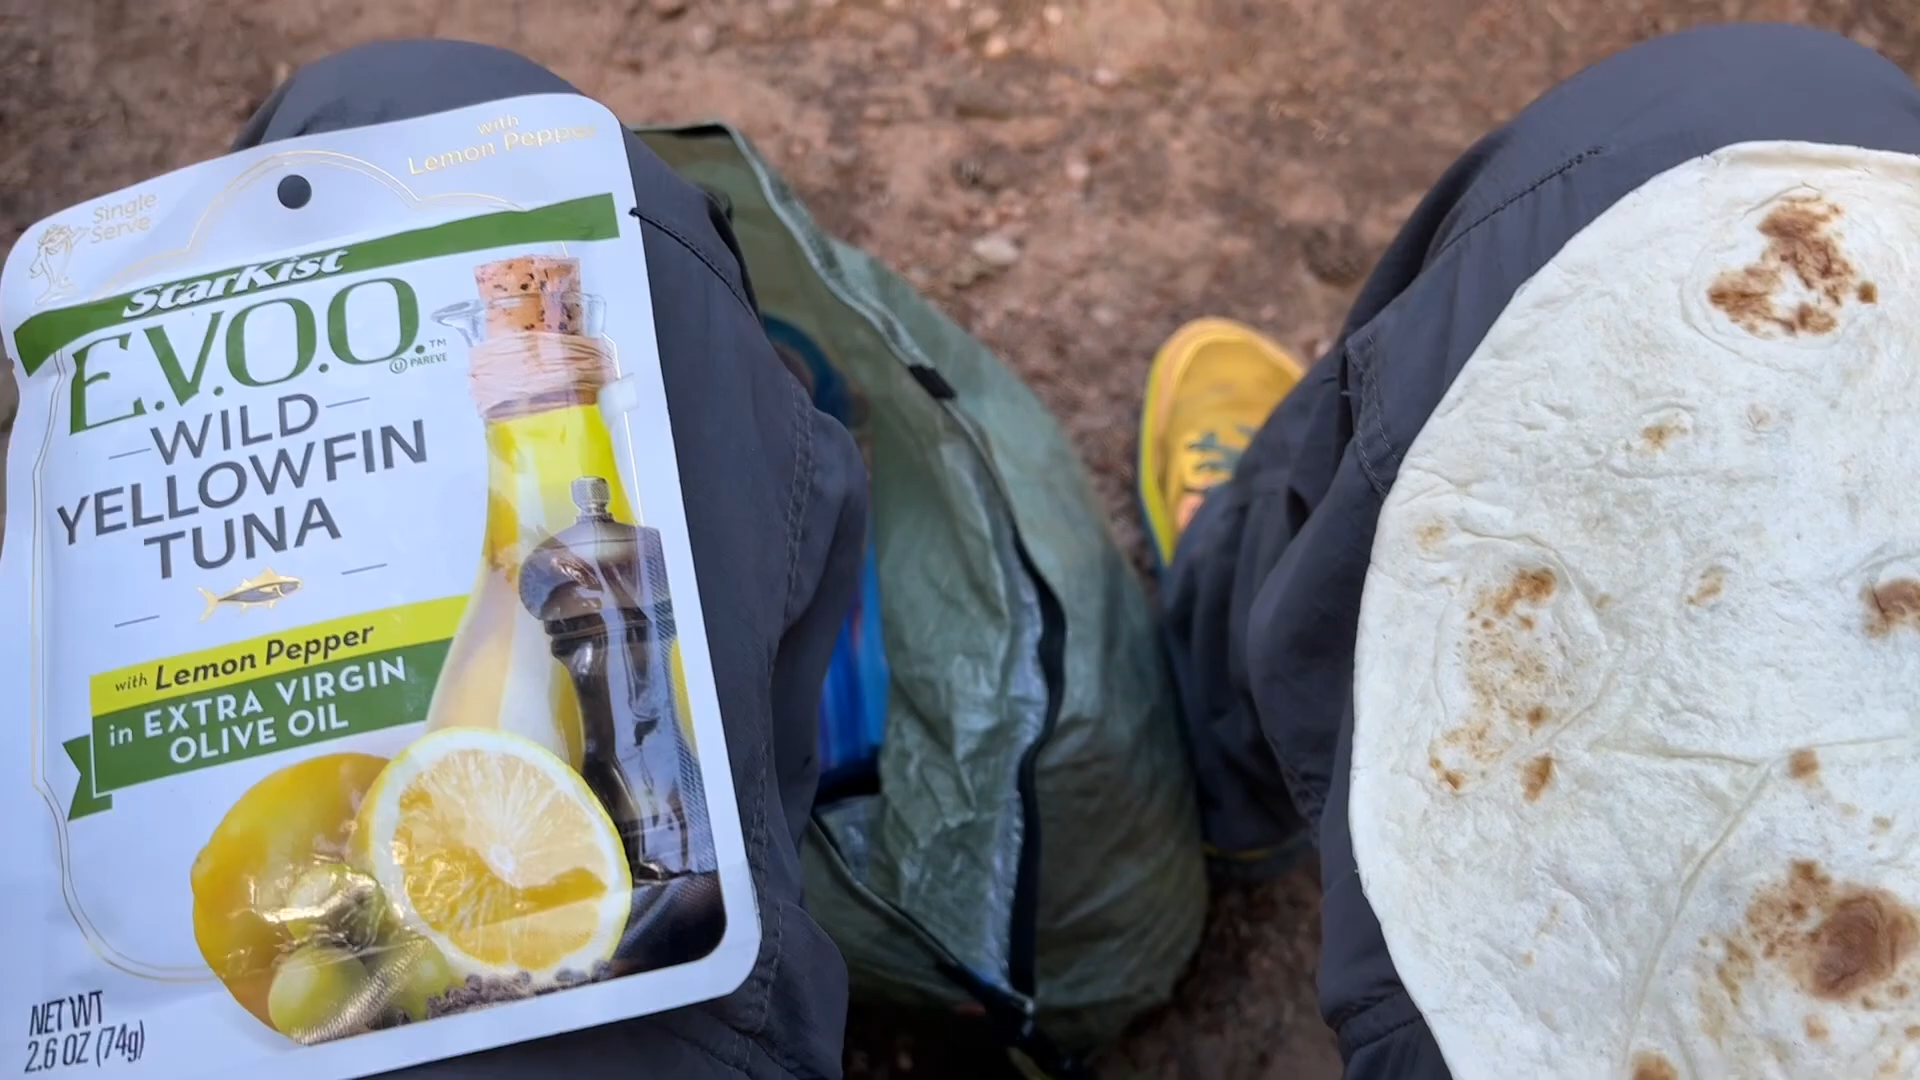 with
Lemon Pepper
Single
Serve
StarKist
E.V.O.O.™
U PAREVE
WILD
YELLOWFIN
TUNA
with Lemon Pepper
in EXTRA VIRGIN
OLIVE OIL
NET WT
2.6 OZ (74g)